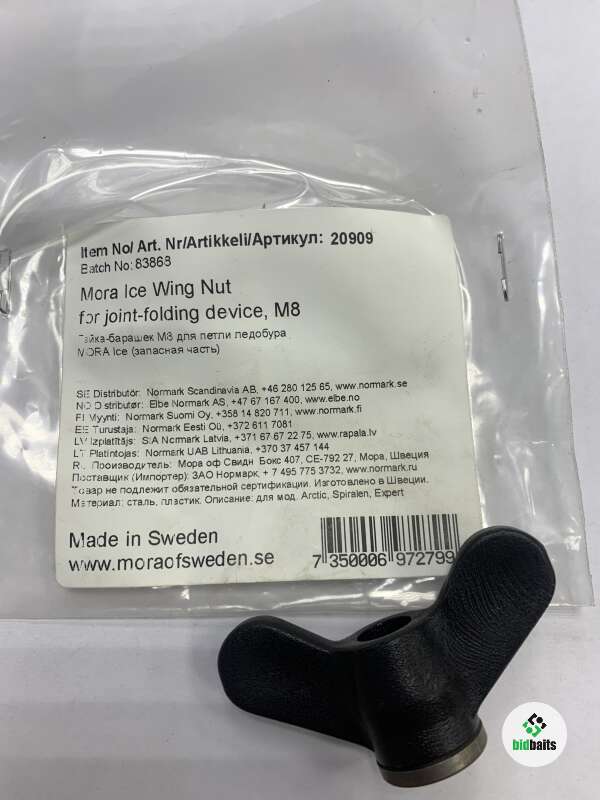 Item No/ Art. Nr/Artikkeli/Артикул: 20909
Batch No: 83868
Mora Ice Wing Nut
for joint-folding device, M8
Гайка-барашек М8 для петли ледобура
MORA Ice (запасная часть)
SE Distributör: Normark Scandinavia AB, +46 280 125 65, www.normark.se
NO Distributør: Elbe Normark AS, +47 67 167 400, www.elbe.no
FI Myynti: Normark Suomi Oy, +358 14 820 711, www.normark.fi
EE Turustaja: Normark Eesti Oü, +372 611 7081
LV Izplatītājs: SIA Normark Latvia, +371 67 67 22 75, www.rapala.lv
LT Platintojas: Normark UAB Lithuania, +370 37 457 144
Производитель: Мора оф Свидн Бокс 407, СЕ-792 27, Мора, Швеция
Поставщик (Импортер): ЗАО Нормарк, + 7 495 775 3732, www.normark.ru
Товар не подлежит обязательной сертификации. Изготовлено в Швеции.
Материал: сталь, пластик. Описание: для мод. Arctic, Spiralen, Expert
Made in Sweden
www.moraofsweden.se
7 350006 972799
bidbaits